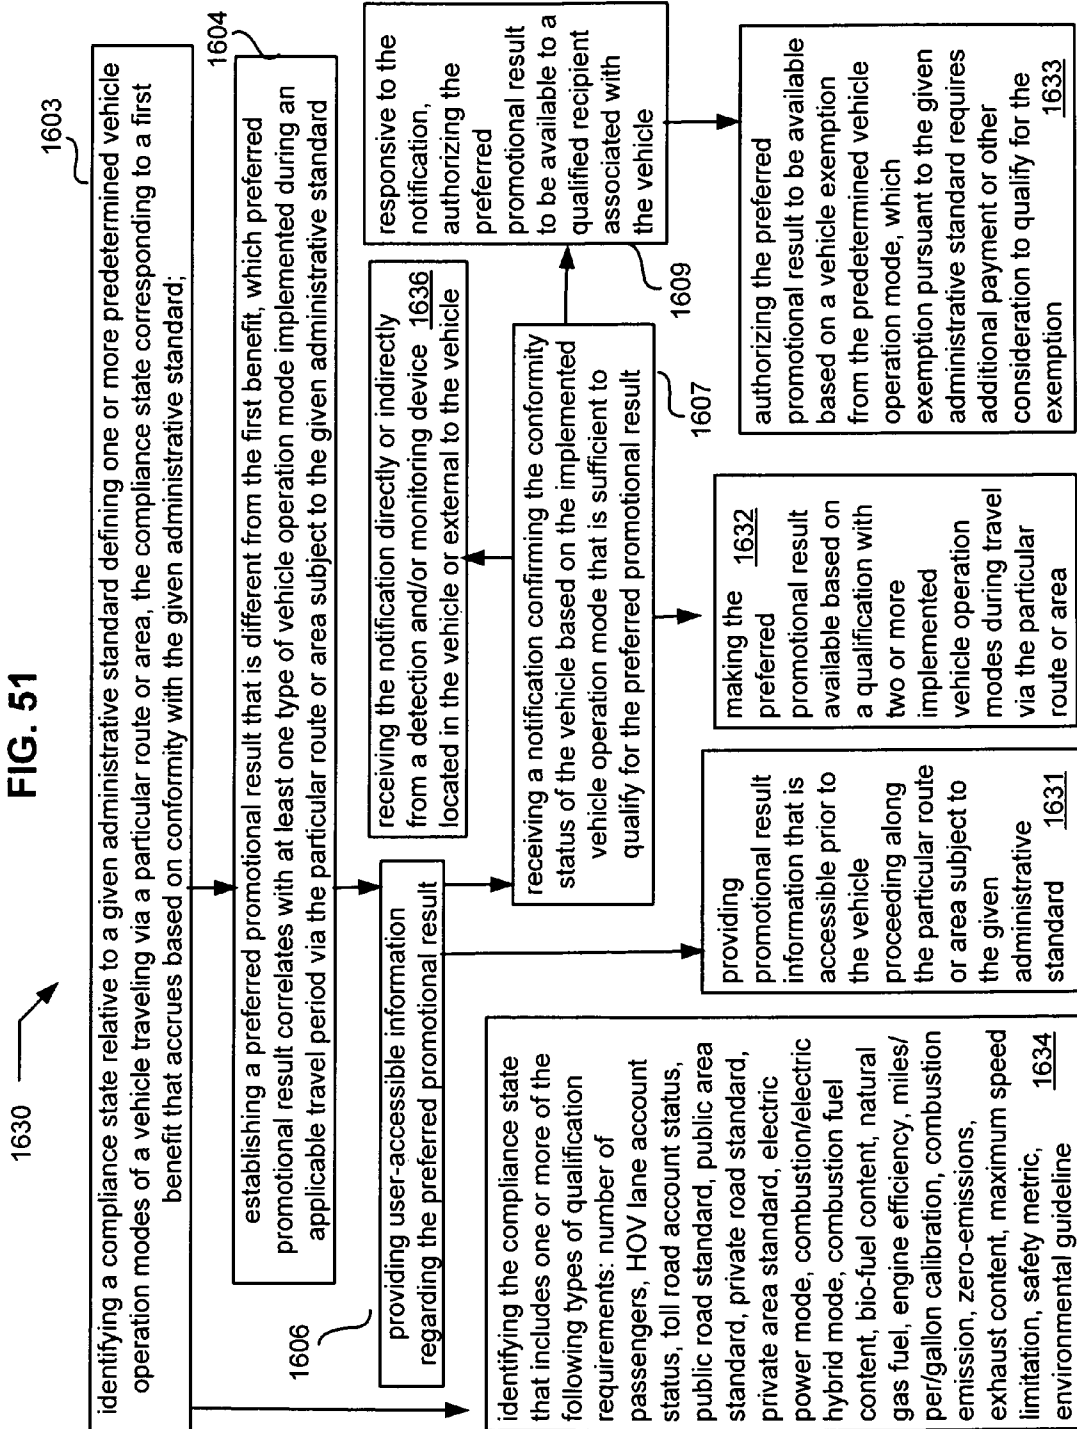 FIG. 51
1630
1603
identifying a compliance state relative to a given administrative standard defining one or more predetermined vehicle
operation modes of a vehicle traveling via a particular route or area, the compliance state corresponding to a first
benefit that accrues based on conformity with the given administrative standard;
1604
establishing a preferred promotional result that is different from the first benefit, which preferred
promotional result correlates with at least one type of vehicle operation mode implemented during an
applicable travel period via the particular route or area subject to the given administrative standard
1606
providing user-accessible information
regarding the preferred promotional result
receiving the notification directly or indirectly
from a detection and/or monitoring device 1636
located in the vehicle or external to the vehicle
responsive to the
notification,
authorizing the
preferred
promotional result
to be available to a
qualified recipient
associated with
the vehicle
1609
receiving a notification confirming the conformity
status of the vehicle based on the implemented
vehicle operation mode that is sufficient to
qualify for the preferred promotional result
1607
identifying the compliance state
that includes one or more of the
following types of qualification
requirements: number of
passengers, HOV lane account
status, toll road account status,
public road standard, public area
standard, private road standard,
private area standard, electric
power mode, combustion/electric
hybrid mode, combustion fuel
content, bio-fuel content, natural
gas fuel, engine efficiency, miles/
per/gallon calibration, combustion
emission, zero-emissions,
exhaust content, maximum speed
limitation, safety metric, 1634
environmental guideline
providing
promotional result
information that is
accessible prior to
the vehicle
proceeding along
the particular route
or area subject to
the given
administrative
standard 1631
making the 1632
preferred
promotional result
available based on
a qualification with
two or more
implemented
vehicle operation
modes during travel
via the particular
route or area
authorizing the preferred
promotional result to be available
based on a vehicle exemption
from the predetermined vehicle
operation mode, which
exemption pursuant to the given
administrative standard requires
additional payment or other
consideration to qualify for the
exemption 1633